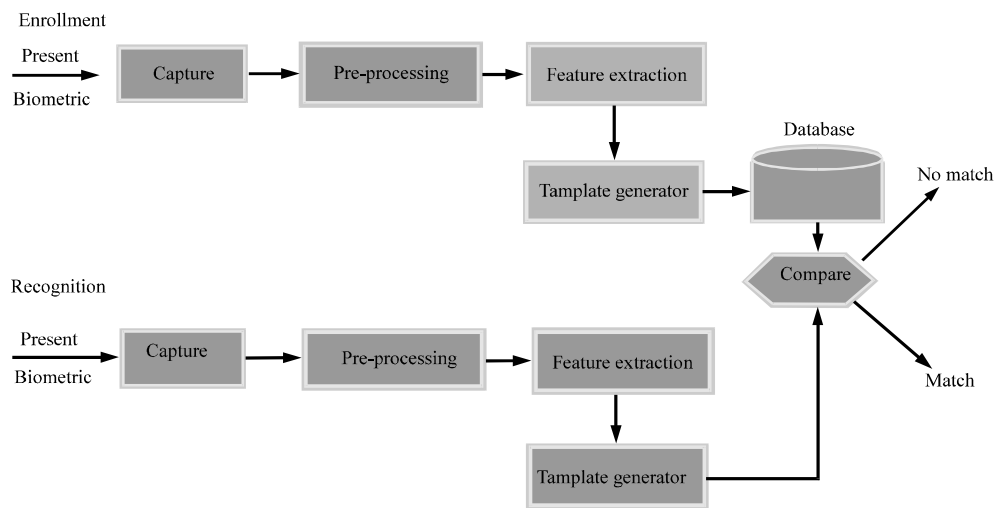 Enrollment
Present
Biometric
Capture
Pre-processing
Feature extraction
Tamplate generator
Database
No match
Compare
Match
Recognition
Present
Biometric
Capture
Pre-processing
Feature extraction
Tamplate generator